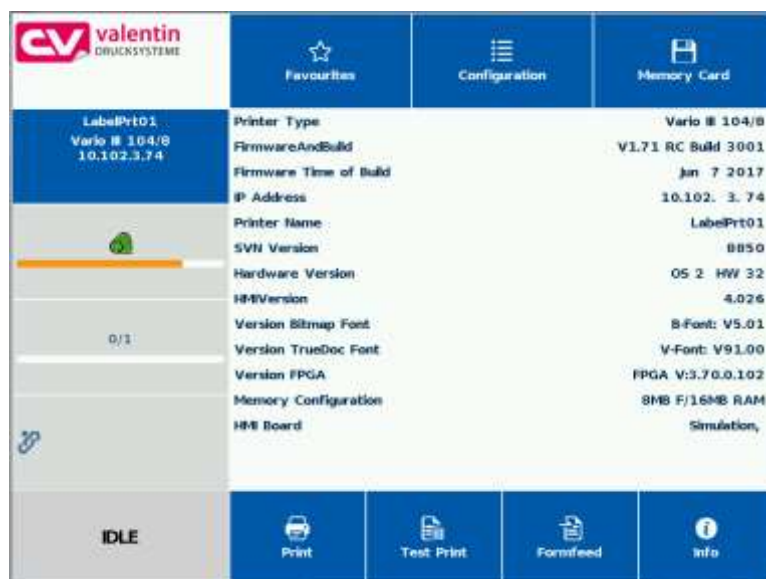 CV valentin
DRUCKSYSTEME
Favourites
Configuration
Memory Card
LabelPrt01
Vario III 104/8
10.102.3.74
Printer Type Vario III 104/8
FirmwareAndBuild V1.71 RC Build 3001
Firmware Time of Build Jun 7 2017
IP Address 10.102. 3. 74
Printer Name LabelPrt01
SVN Version 8850
Hardware Version OS 2 HW 32
HMIVersion 4.026
Version Bitmap Font B-Font: V5.01
Version TrueDoc Font V-Font: V91.00
Version FPGA FPGA V:3.70.0.102
Memory Configuration 8MB F/16MB RAM
HMI Board Simulation,
0/1
IDLE
Print
Test Print
Formfeed
Info